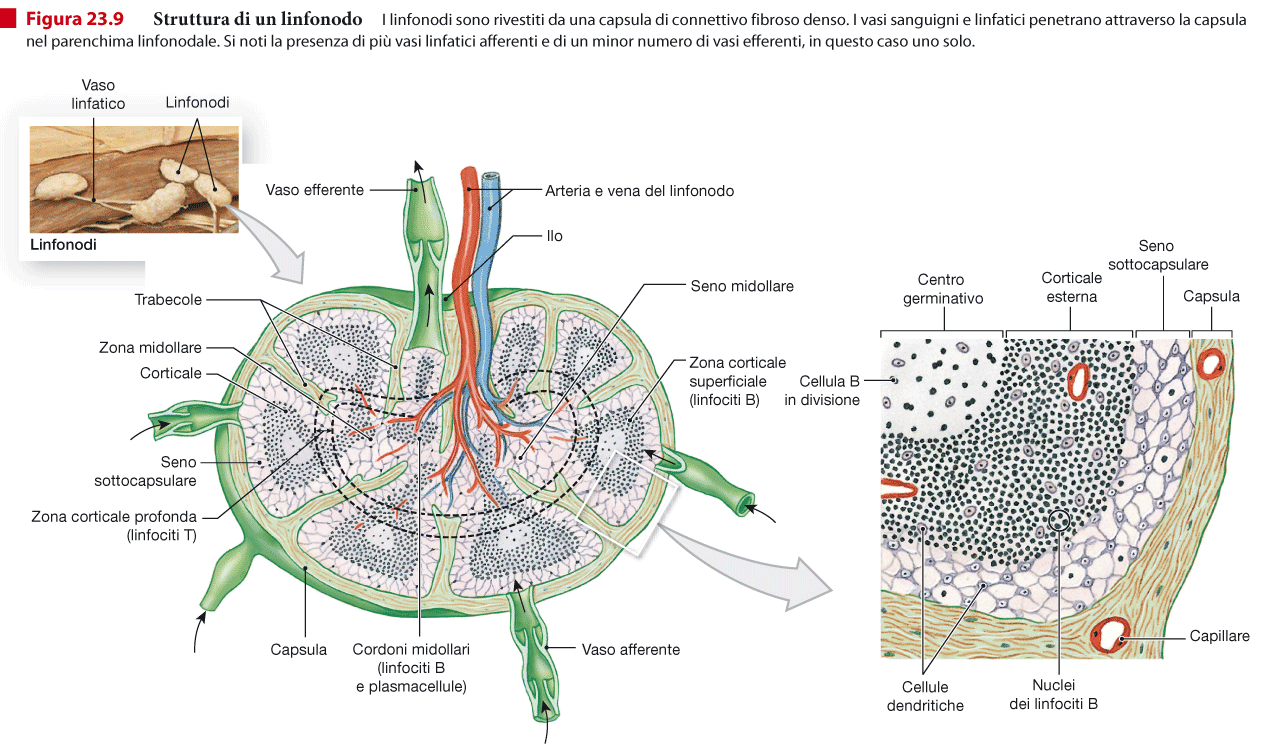 Figura 23.9 Struttura di un linfonodo I linfonodi sono rivestiti da una capsula di connettivo fibroso denso. I vasi sanguigni e linfatici penetrano attraverso la capsula
nel parenchima linfonodale. Si noti la presenza di più vasi linfatici afferenti e di un minor numero di vasi efferenti, in questo caso uno solo.
Vaso
linfatico
Linfonodi
Linfonodi
Vaso efferente
Arteria e vena del linfonodo
Ilo
Trabecole
Zona midollare
Corticale
Seno
sottocapsulare
Zona corticale profonda
(linfociti T)
Capsula
Cordoni midollari
(linfociti B
e plasmacellule)
Vaso afferente
Seno midollare
Zona corticale
superficiale
(linfociti B)
Centro
germinativo
Corticale
esterna
Seno
sottocapsulare
Capsula
Cellula B
in divisione
Capillare
Cellule
dendritiche
Nuclei
dei linfociti B